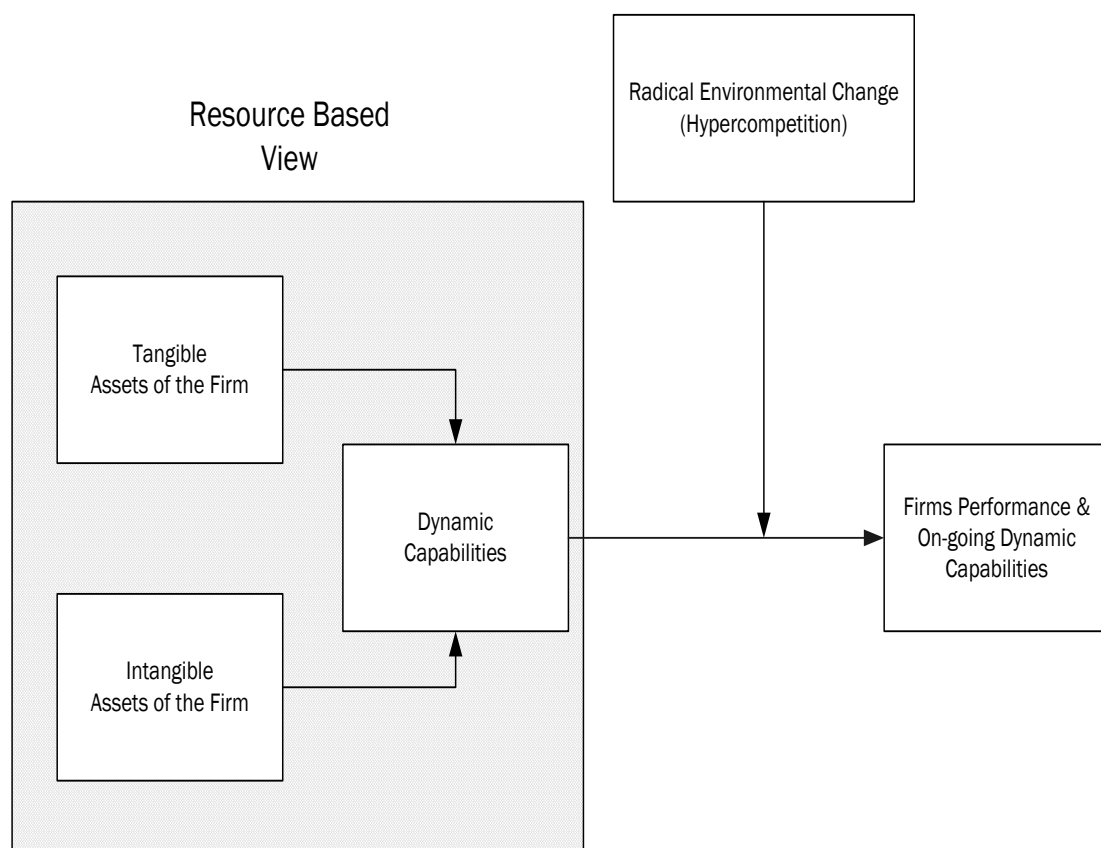 Resource Based
View
Radical Environmental Change
(Hypercompetition)
Tangible
Assets of the Firm
Dynamic
Capabilities
Intangible
Assets of the Firm
Firms Performance &
On-going Dynamic
Capabilities